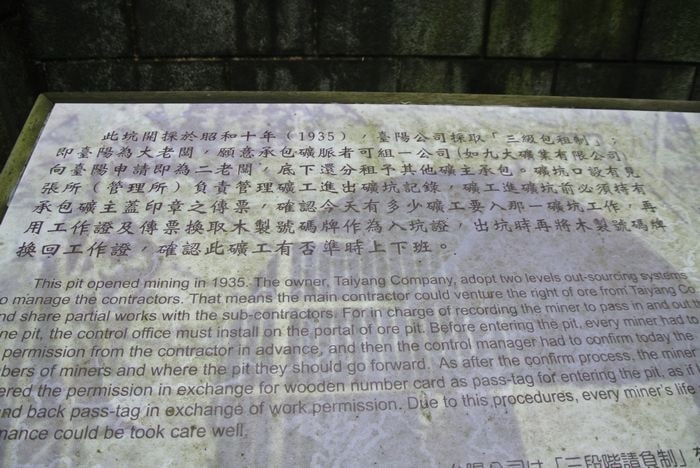 此坑開採於昭和十年(1935)，臺陽公司採取「三級包租制」；
即臺陽為大老闆，願意承包礦脈者可組一公司(如九大礦業有限公司)
向臺陽申請即為二老闆，底下還分租予其他礦主承包。礦坑口設有見
張所(管理所)負責管理礦工進出礦坑記錄，礦工進礦坑前必須持有
承包礦主蓋印章之傳票，確認今天有多少礦工要入那一礦坑工作，再
用工作證及傳票換取木製號碼牌作為入坑證，出坑時再將木製號碼牌
換回工作證，確認此礦工有否準時上下班。
This pit opened mining in 1935. The owner, Taiyang Company, adopt two levels out-sourcing systems
to manage the contractors. That means the main contractor could venture the right of ore from Taiyang Co
and share partial works with the sub-contractors. For in charge of recording the miner to pass in and out
ne pit, the control office must install on the portal of ore pit. Before entering the pit, every miner had to
permission from the contractor in advance, and then the control manager had to confirm today the
bers of miners and where the pit they should go forward. As after the confirm process, the miner
ered the permission in exchange for wooden number card as pass-tag for entering the pit, as if
nd back pass-tag in exchange of work permission. Due to this procedures, every miner's life
nance could be took care well.
公司は「三段階請負制」